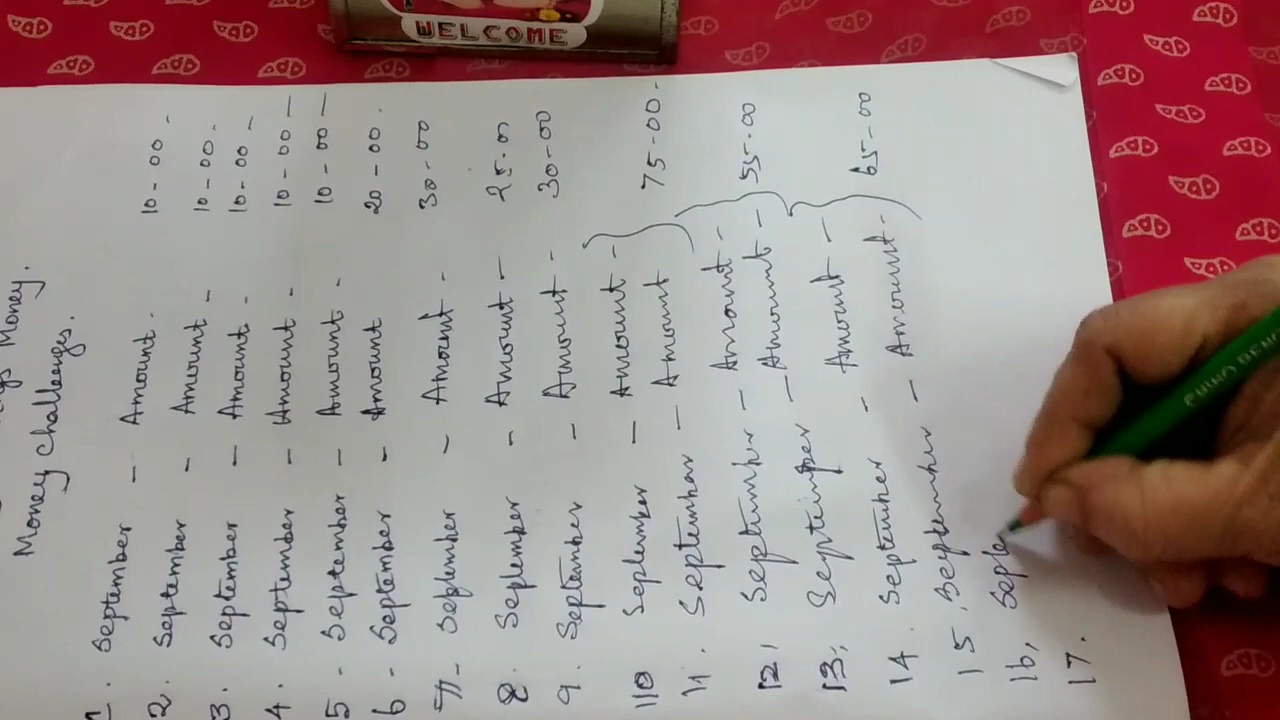 WELCOME
Money.
Money Challenges.
1. September - Amount. 10-00-
2. September - Amount - 10-00.
3. September - Amount - 10-00 -
4. September - Amount - 10-00 -
5 - September - Amount - 10-00 -
6 - September - Amount 20-00.
7 - September - Amount - 30-00
8. September - Amount - 25.00
9. September - Amount - 30-00
110 September - Amount -
11. September - Amount 75-00-
12, September - Amount -
13; September - Amount - 55-00
14. September - Amount -
15. September - Amount - 65-00
16, Septe
17.